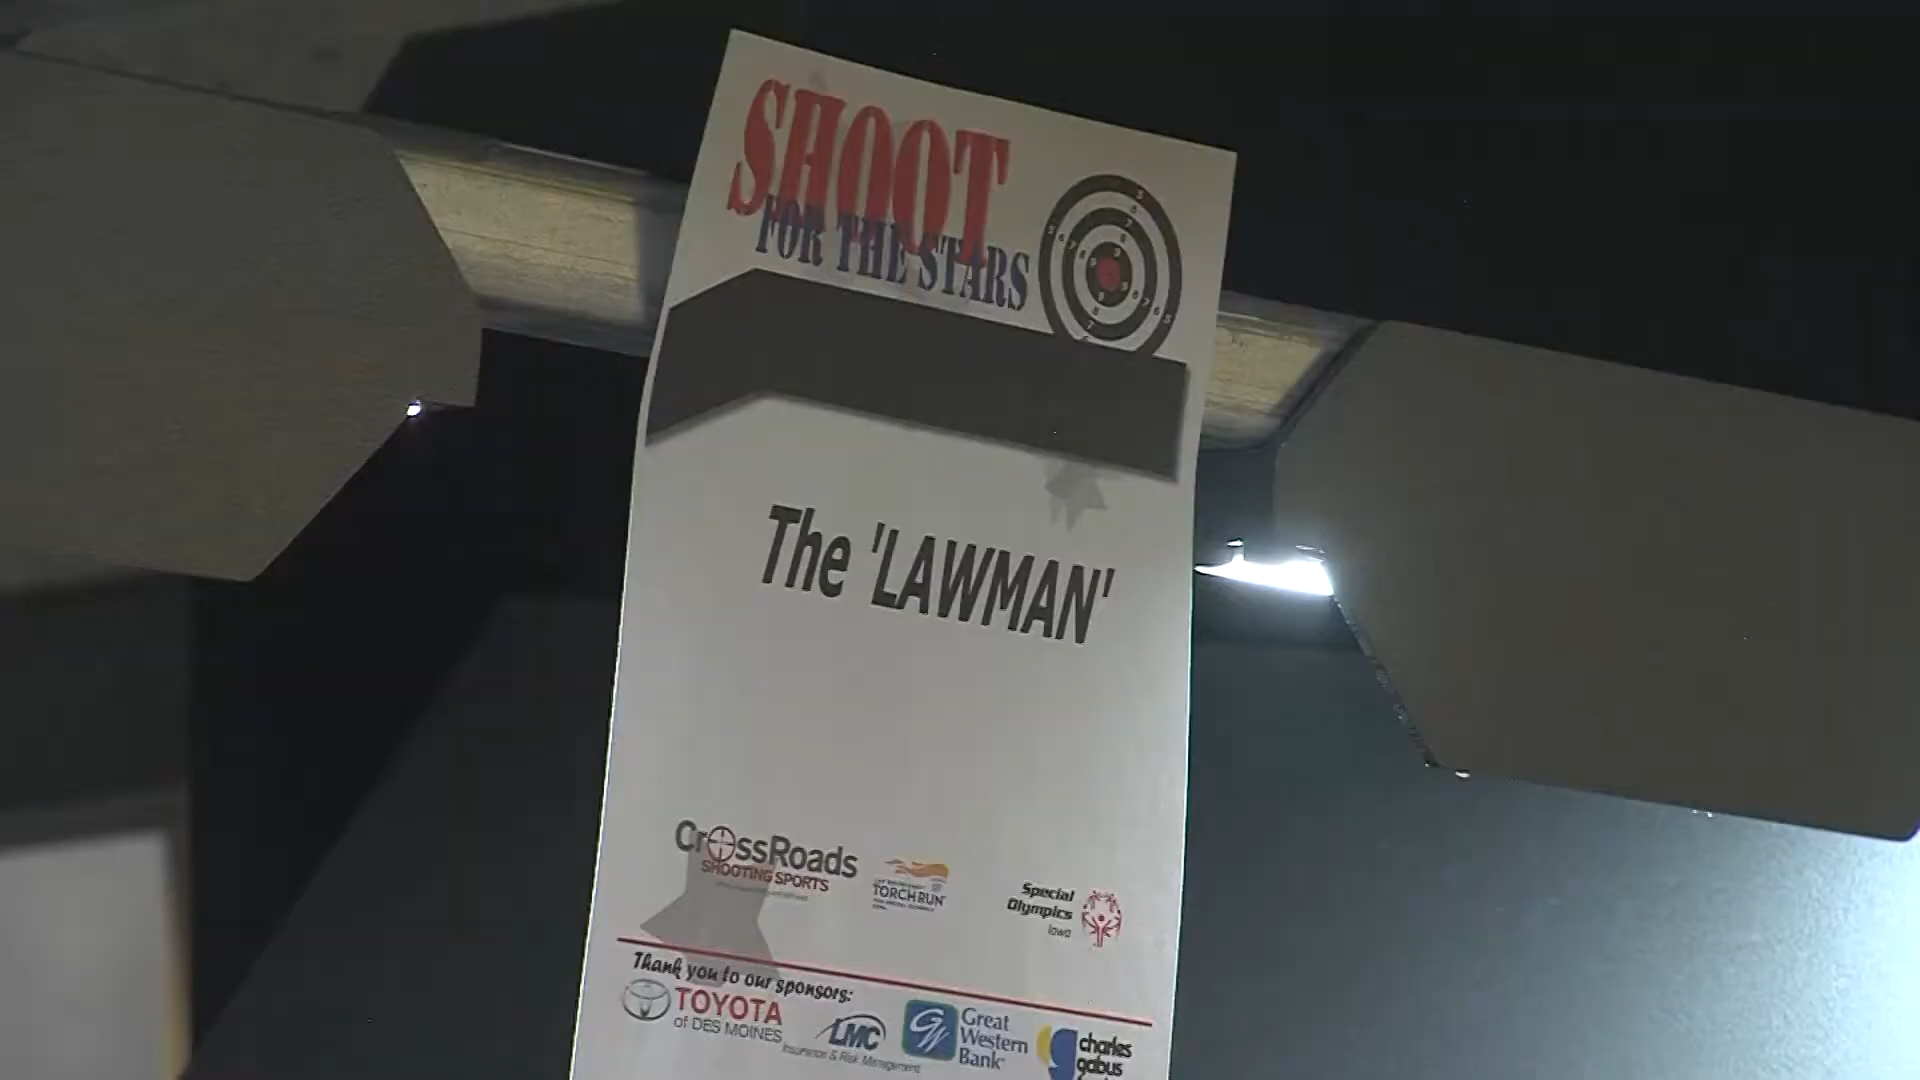 SHOOT
FOR THE STARS
The 'LAWMAN'
CrossRoads
SHOOTING SPORTS
TORCH RUN
Special
Olympics
Iowa
Thank you to our sponsors:
TOYOTA
of DES MOINES
LMC
Insurance & Risk Management
GW
Great
Western
Bank
charles
gabus